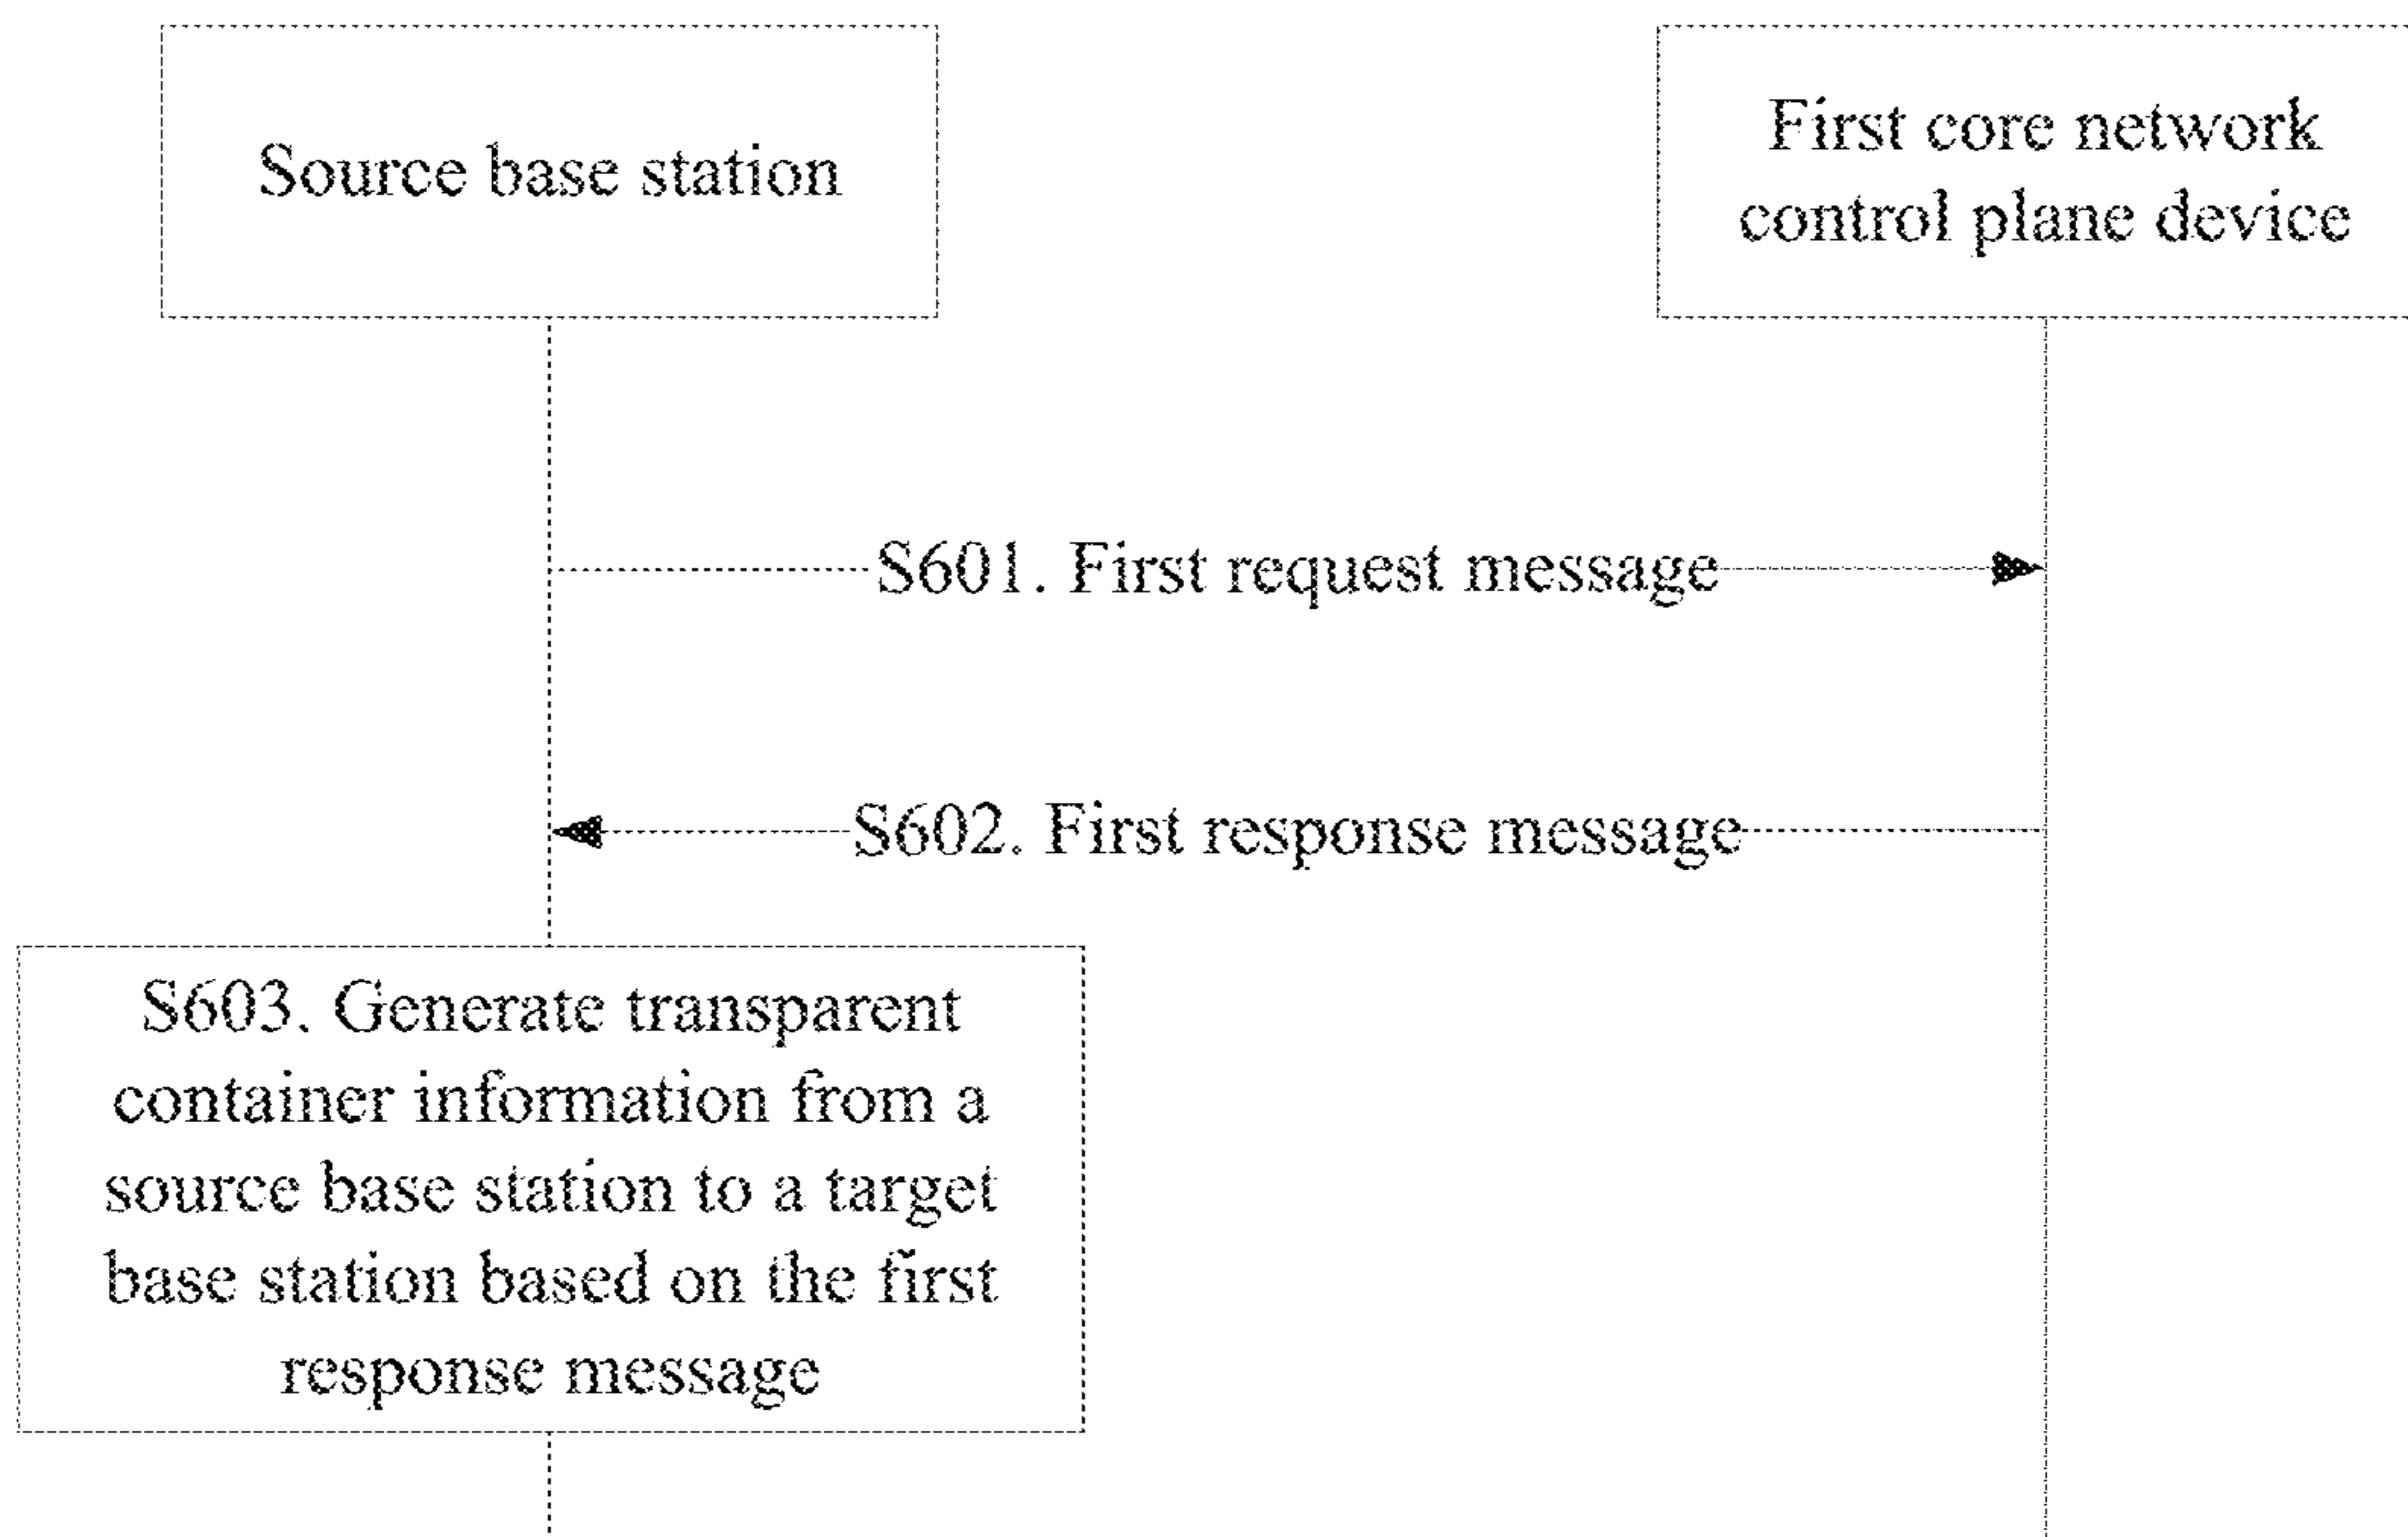 Source base station
First core network
control plane device
S601. First request message
S602. First response message
S603. Generate transparent
container information from a
source base station to a target
base station based on the first
response message